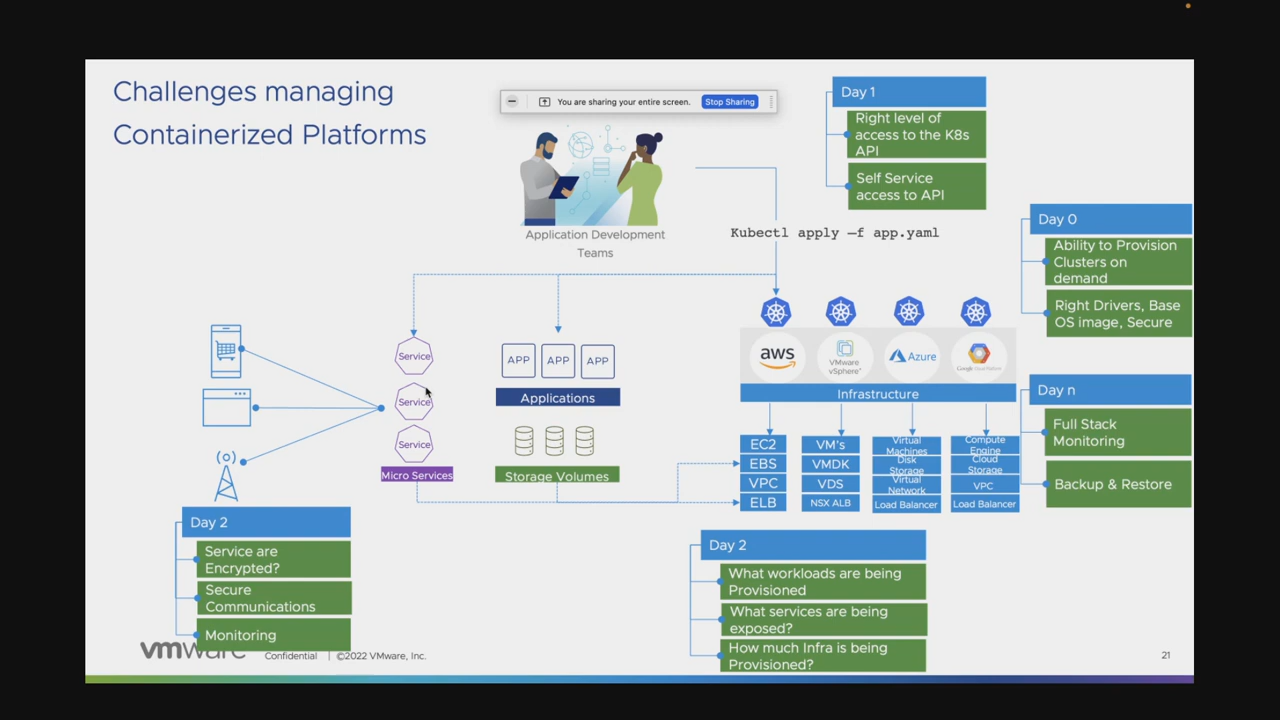 Challenges managing
Containerized Platforms
You are sharing your entire screen.
Stop Sharing
Application Development
Teams
Kubectl apply –f app.yaml
Day 1
Right level of
access to the K8s
API
Self Service
access to API
Day 0
Ability to Provision
Clusters on
demand
Right Drivers, Base
OS image, Secure
Service
Service
Service
Micro Services
APP
APP
APP
Applications
Storage Volumes
aws
VMware
vSphere®
Azure
Google Cloud Platform
Infrastructure
EC2
EBS
VPC
ELB
VM's
VMDK
VDS
NSX ALB
Virtual
Machines
Disk
Storage
Virtual
Network
Load Balancer
Compute
Engine
Cloud
Storage
VPC
Load Balancer
Day n
Full Stack
Monitoring
Backup & Restore
Day 2
Service are
Encrypted?
Secure
Communications
Monitoring
Day 2
What workloads are being
Provisioned
What services are being
exposed?
How much Infra is being
Provisioned?
vmware
Confidential | ©2022 VMware, Inc.
21